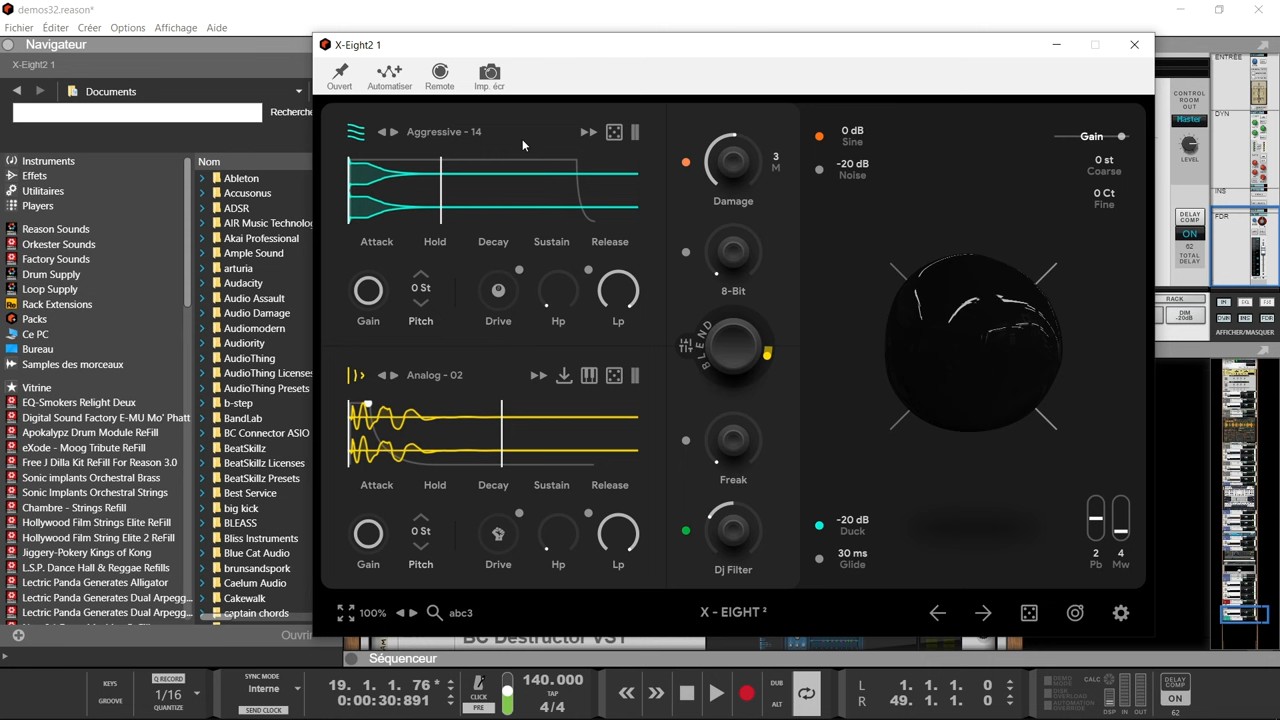 demos32.reason*
Fichier Éditer Créer Options Affichage Aide
Navigateur
X-Eight2 1
Documents
Recherche
Instruments
Effets
Utilitaires
Players
Reason Sounds
Orkester Sounds
Factory Sounds
Drum Supply
Loop Supply
Rack Extensions
Packs
Ce PC
Bureau
Samples des morceaux
Vitrine
EQ-Smokers Relight Deux
Digital Sound Factory E-MU Mo' Phatt
Apokalypz Drum Module ReFill
eXode - Moog Tribute ReFill
Free J Dilla Kit ReFill For Reason 3.0
Sonic implants Orchestral Brass
Sonic Implants Orchestral Strings
Chambre - Strings Refill
Hollywood Film Strings Elite ReFill
Hollywood Film String Elite 2 ReFill
Jiggery-Pokery Kings of Kong
L.S.P. Dance Hall & Reggae Refills
Lectric Panda Generates Alligator
Lectric Panda Generates Dual Arpegg...
Lectric Panda Generates Dual Arpegg...
Nom
Ableton
Accusonus
ADSR
AIR Music Technolo
Akai Professional
Ample Sound
arturia
Audacity
Audio Assault
Audio Damage
Audiomodern
Audiority
AudioThing
AudioThing Licenses
AudioThing Presets
b-step
BandLab
BC Connector ASIO
BeatSkillz
BeatSkillz Licenses
BeatSkillz Presets
Best Service
big kick
BLEASS
Bliss Instruments
Blue Cat Audio
brunsandspork
Caelum Audio
Cakewalk
captain chords
Ouvrir
X-Eight2 1
Ouvert Automatiser Remote Imp. écr
Aggressive - 14
Attack Hold Decay Sustain Release
0 St
Gain Pitch Drive Hp Lp
Analog - 02
Attack Hold Decay Sustain Release
0 St
Gain Pitch Drive Hp Lp
3
M
Damage
8-Bit
BLEND
Freak
Dj Filter
0 dB
Sine
-20 dB
Noise
Gain
0 st
Coarse
0 Ct
Fine
-20 dB
Duck
30 ms
Glide
2 4
Pb Mw
100% abc3
X - EIGHT ²
CONTROL
ROOM
OUT
Master
LEVEL
DELAY
COMP
ON
62
TOTAL
DELAY
RACK
DIM
-20dB
ENTRÉE
DYN
INS
FDR
AFFICHER/MASQUER
BC Destructor VST
Séquenceur
KEYS
GROOVE
Q RECORD
1/16
QUANTIZE
SYNC MODE
Interne
SEND CLOCK
19. 1. 1. 76 *
0:00:30:891
CLICK
PRE
140.000
TAP
4/4
DUB
ALT
L 1. 1. 1. 0
R 49. 1. 1. 0
CALC
DSP IN OUT
DELAY
COMP
ON
62